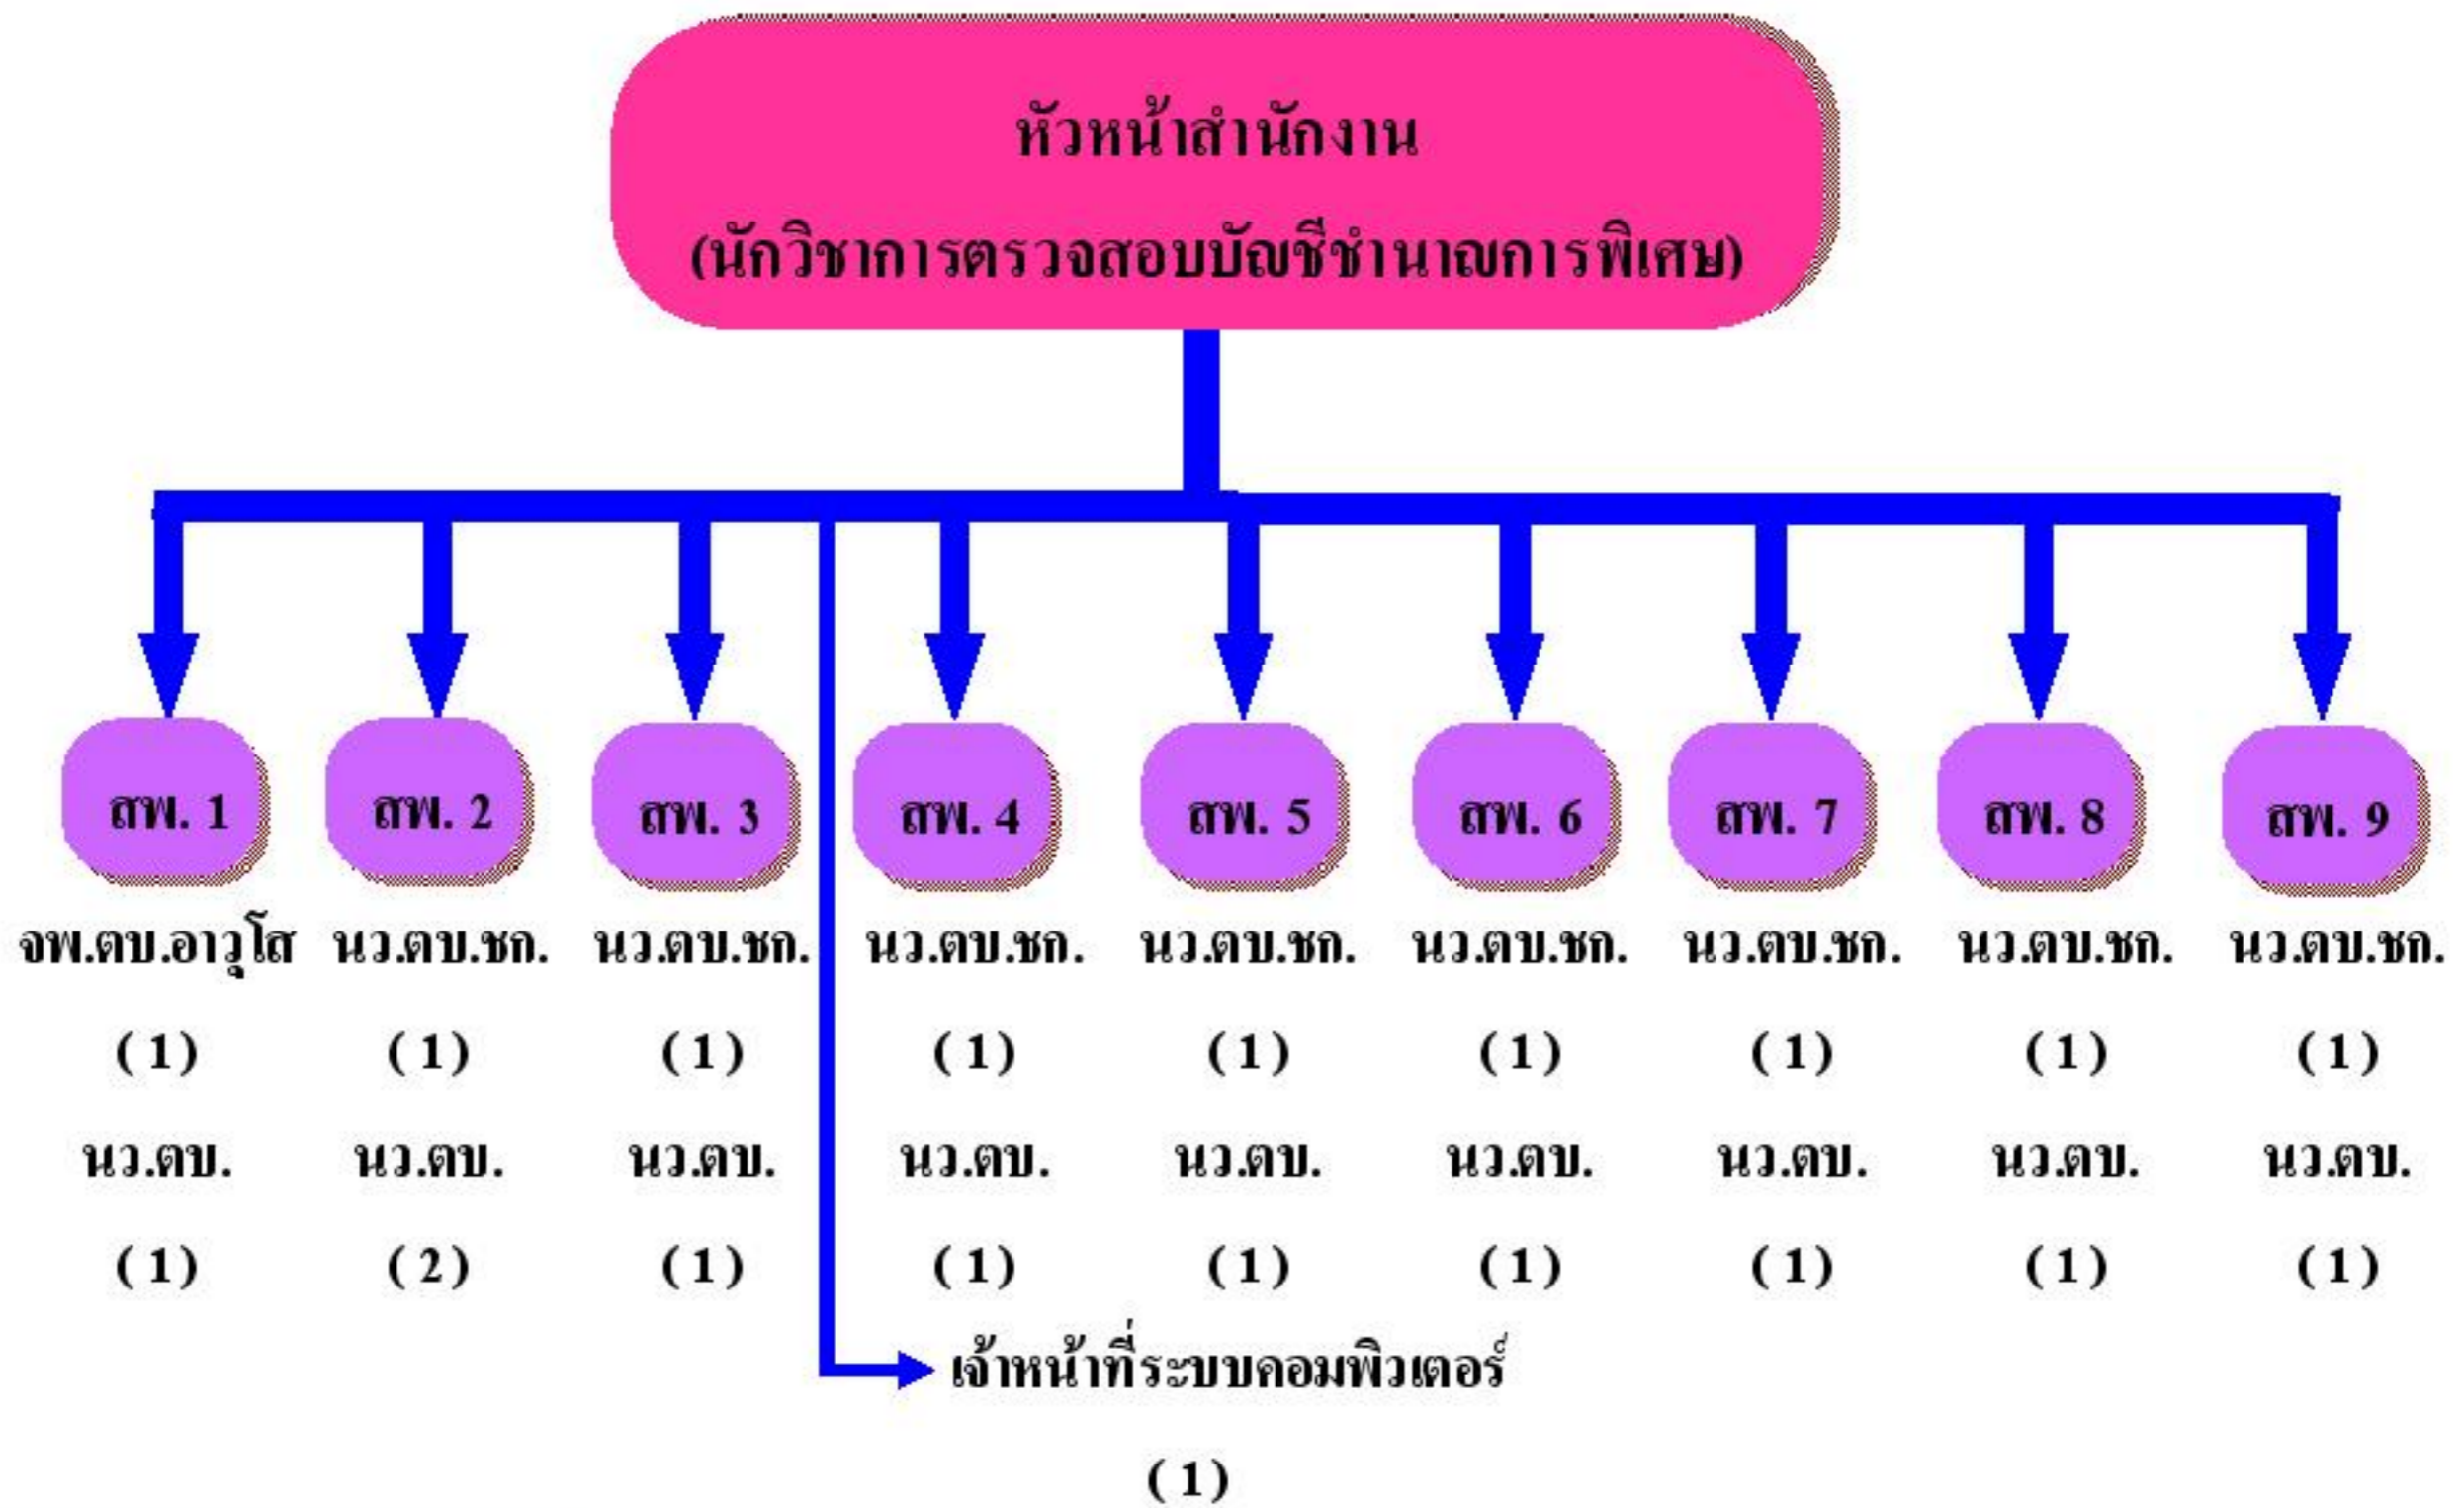 หัวหน้าสำนักงาน
(นักวิชาการตรวจสอบบัญชีชำนาญการพิเศษ)
สพ. 1 สพ. 2 สพ. 3 สพ. 4 สพ. 5 สพ. 6 สพ. 7 สพ. 8 สพ. 9
จพ.ตบ.อาวุโส นว.ตบ.ชก. นว.ตบ.ชก. นว.ตบ.ชก. นว.ตบ.ชก. นว.ตบ.ชก. นว.ตบ.ชก. นว.ตบ.ชก. นว.ตบ.ชก.
(1) (1) (1) (1) (1) (1) (1) (1) (1)
นว.ตบ. นว.ตบ. นว.ตบ. นว.ตบ. นว.ตบ. นว.ตบ. นว.ตบ. นว.ตบ. นว.ตบ.
(1) (2) (1) (1) (1) (1) (1) (1) (1)
เจ้าหน้าที่ระบบคอมพิวเตอร์
(1)